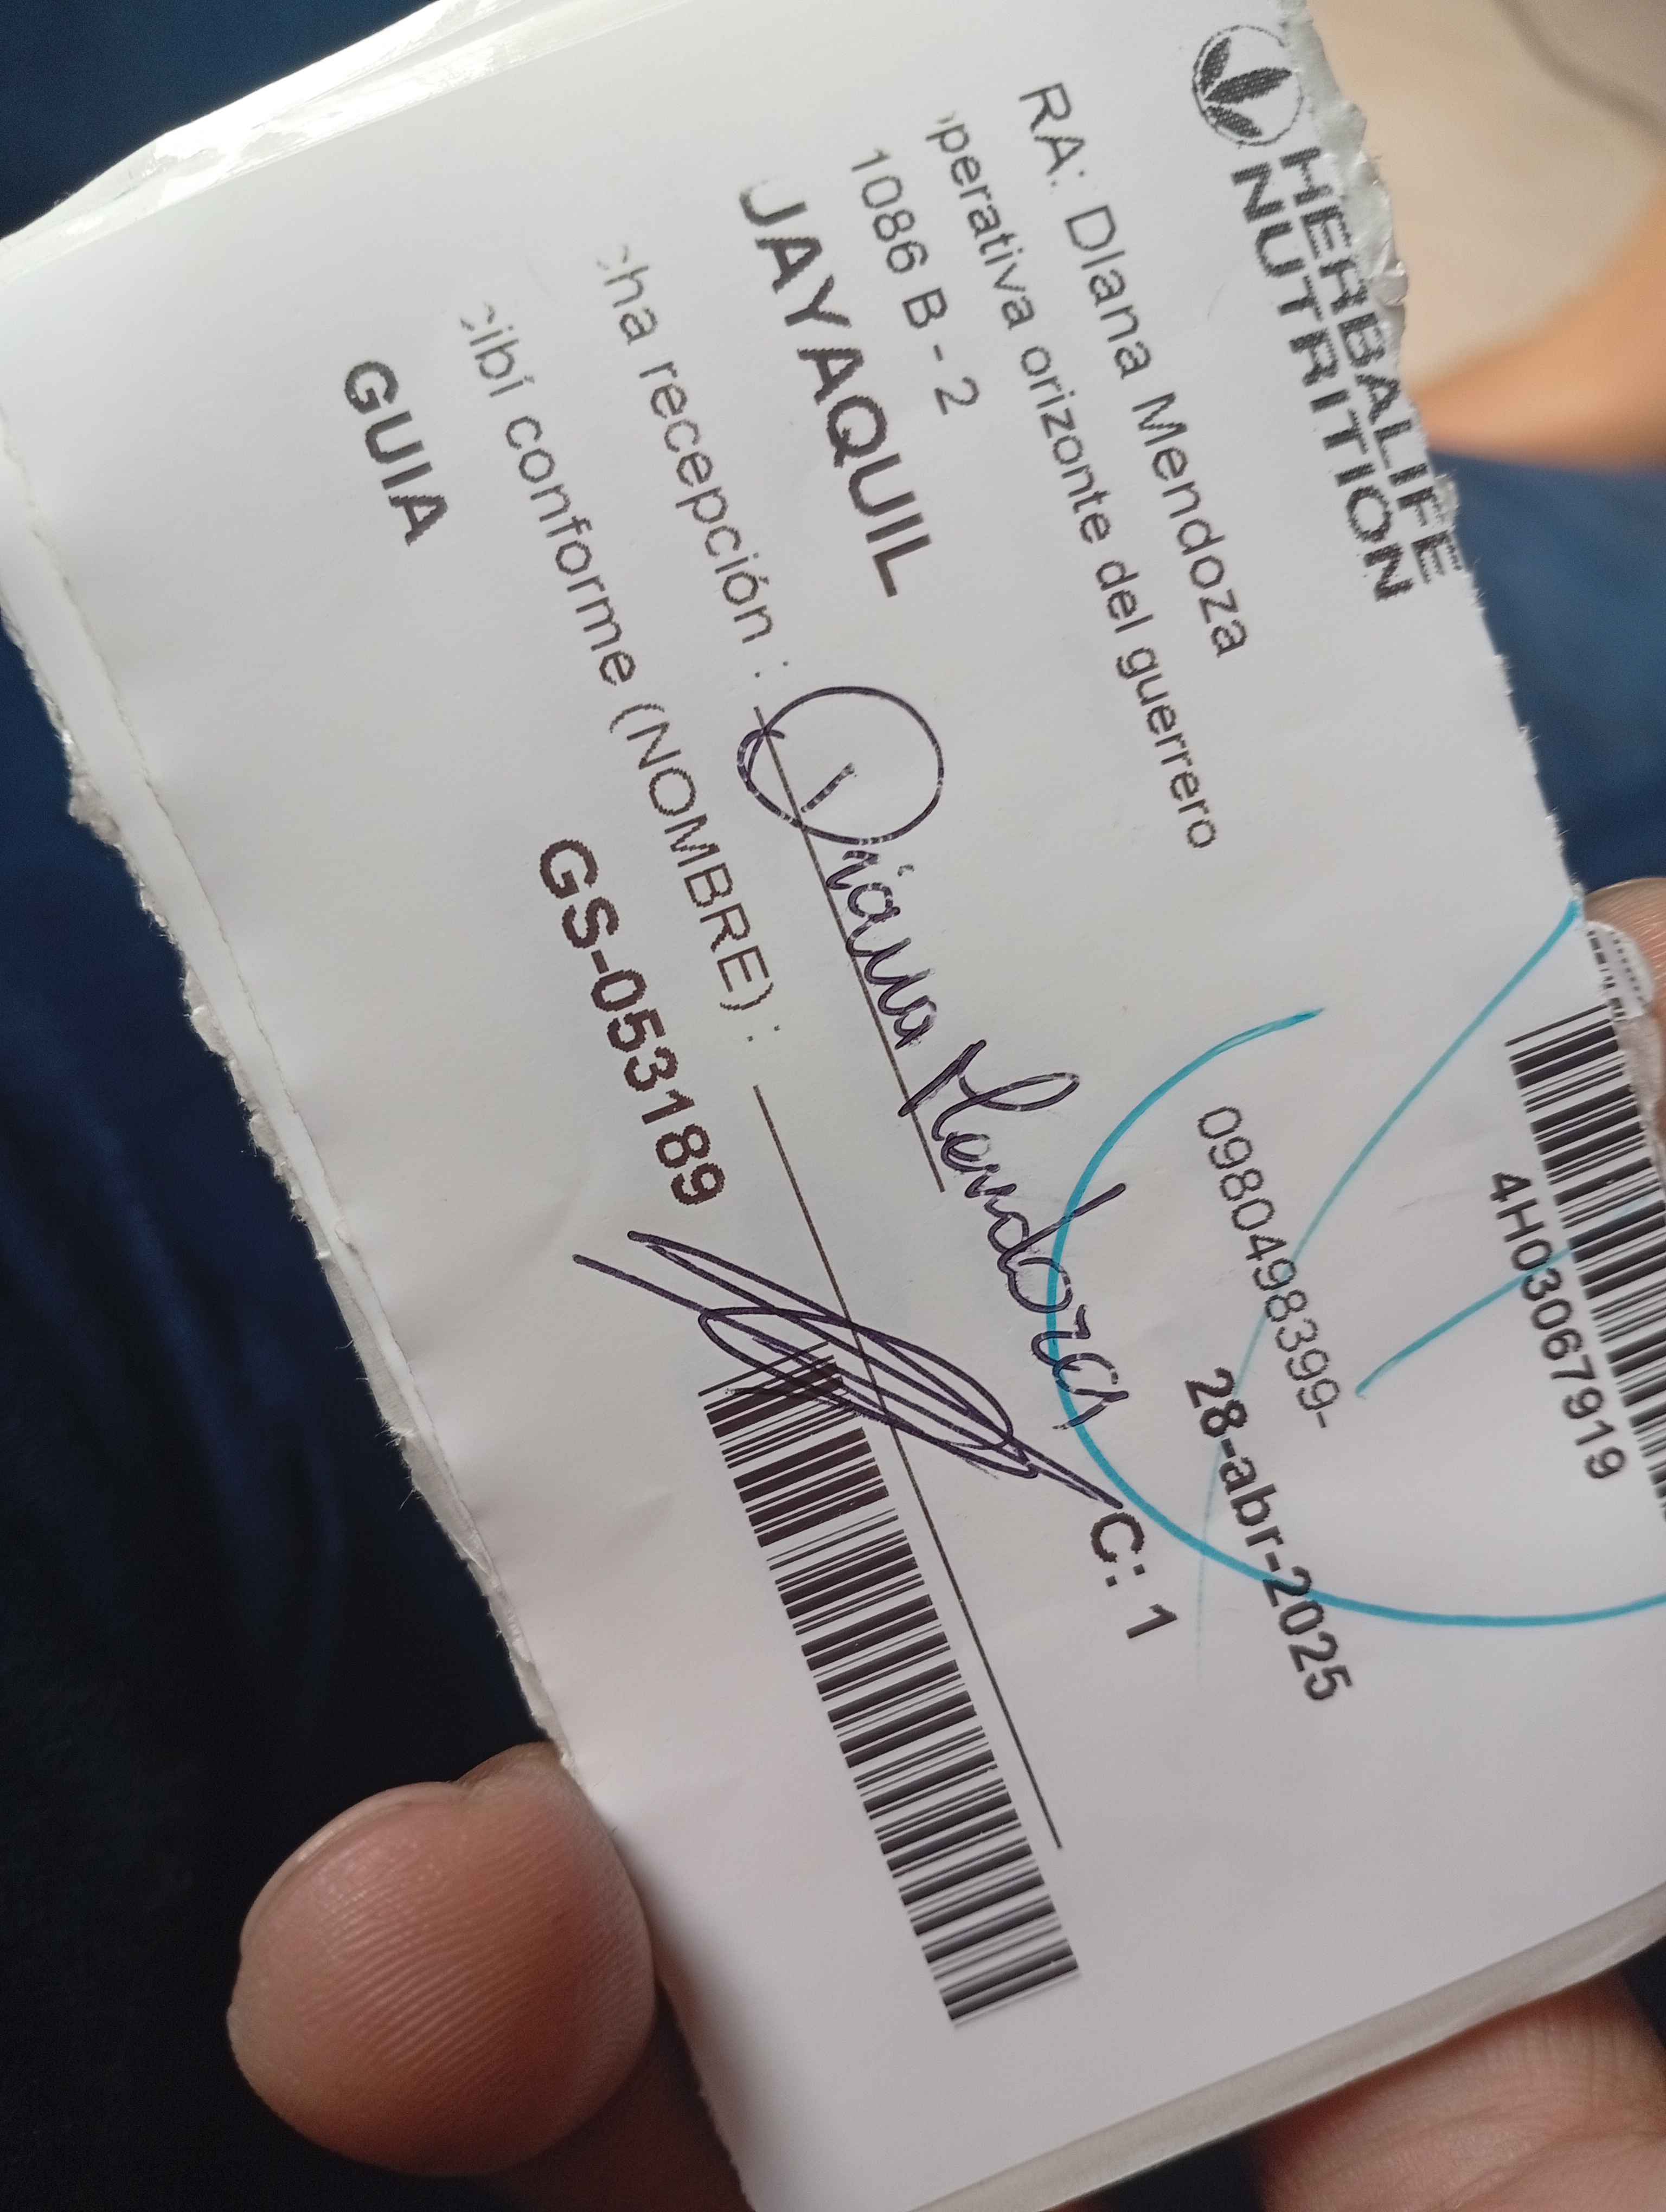 HERBALIFE
NUTRITION
4H03067919
RA: DIana Mendoza
perativa orizonte del guerrero
0980498399-
1086 B - 2
28-abr-2025
JAYAQUIL
C: 1
ha recepción : Diana Mendoza
cibí conforme (NOMBRE) :
GUIA
GS-053189